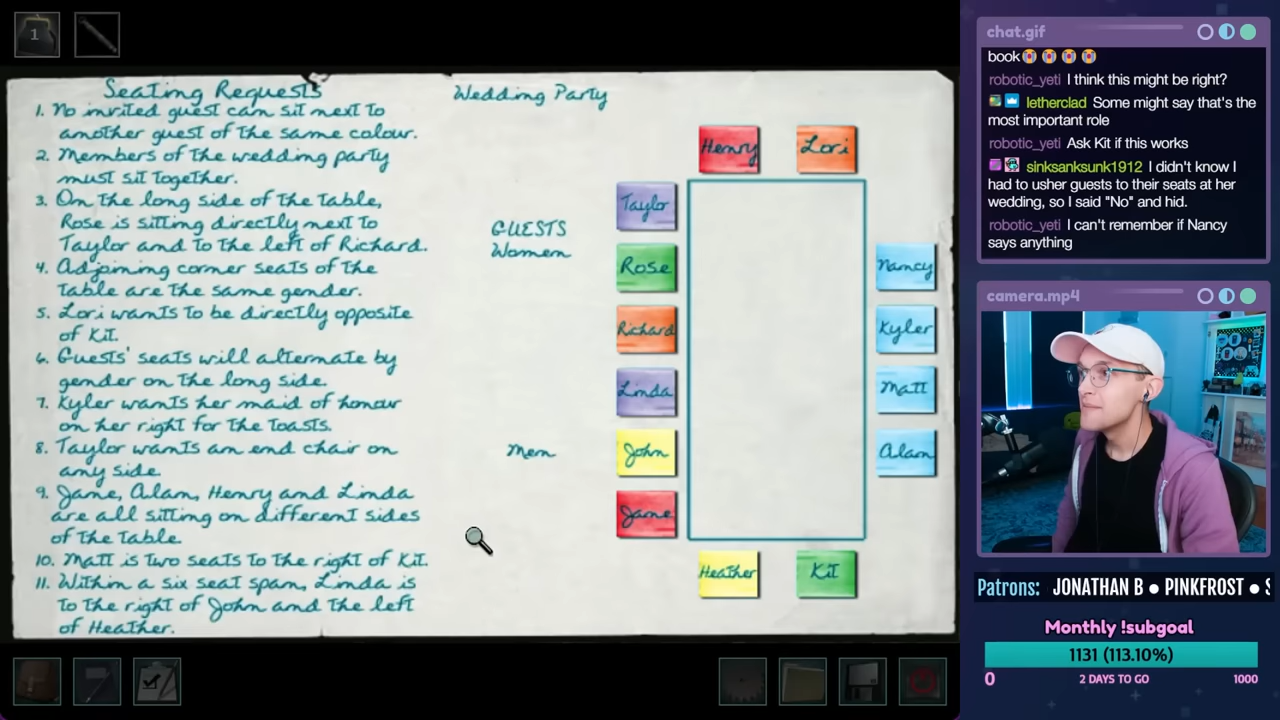 1
Seating Requests
1. No invited guest can sit next to
another guest of the same colour.
2. Members of the wedding party
must sit together.
3. On the long side of the table,
Rose is sitting directly next to
Taylor and to the left of Richard.
4. Adjoining corner seats of the
table are the same gender.
5. Lori wants to be directly opposite
of Kit.
6. Guests' seats will alternate by
gender on the long side.
7. Kyler wants her maid of honour
on her right for the toasts.
8. Taylor wants an end chair on
any side.
9. Jane, Alan, Henry and Linda
are all sitting on different sides
of the table.
10. Matt is two seats to the right of Kit.
11. Within a six seat span, Linda is
to the right of John and the left
of Heather.
Wedding Party
GUESTS
Women
Men
Henry
Lori
Taylor
Rose
Richard
Linda
John
Jane
Nancy
Kyler
Matt
Alan
Heather
Kit
chat.gif
book
robotic_yeti I think this might be right?
letherclad Some might say that's the
most important role
robotic_yeti Ask Kit if this works
sinksanksunk1912 I didn't know I
had to usher guests to their seats at her
wedding, so I said "No" and hid.
robotic_yeti I can't remember if Nancy
says anything
camera.mp4
Patrons: JONATHAN B ● PINKFROST ●
Monthly !subgoal
1131 (113.10%)
0 2 DAYS TO GO 1000